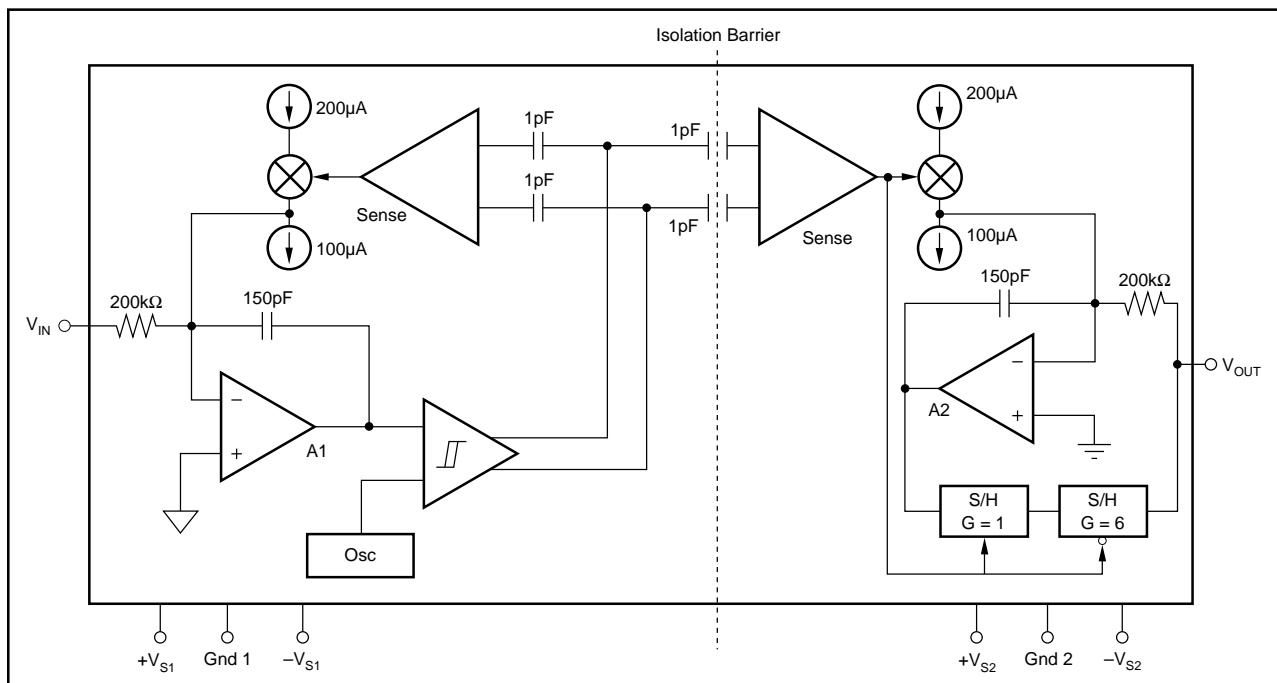 Isolation Barrier
200µA
1pF
1pF
200µA
1pF
Sense
1pF
Sense
100µA
100µA
200kΩ
150pF
150pF
200kΩ
V_IN
V_OUT
–
+
A1
–
+
A2
S/H
G = 1
S/H
G = 6
Osc
+V_S1
Gnd 1
–V_S1
+V_S2
Gnd 2
–V_S2